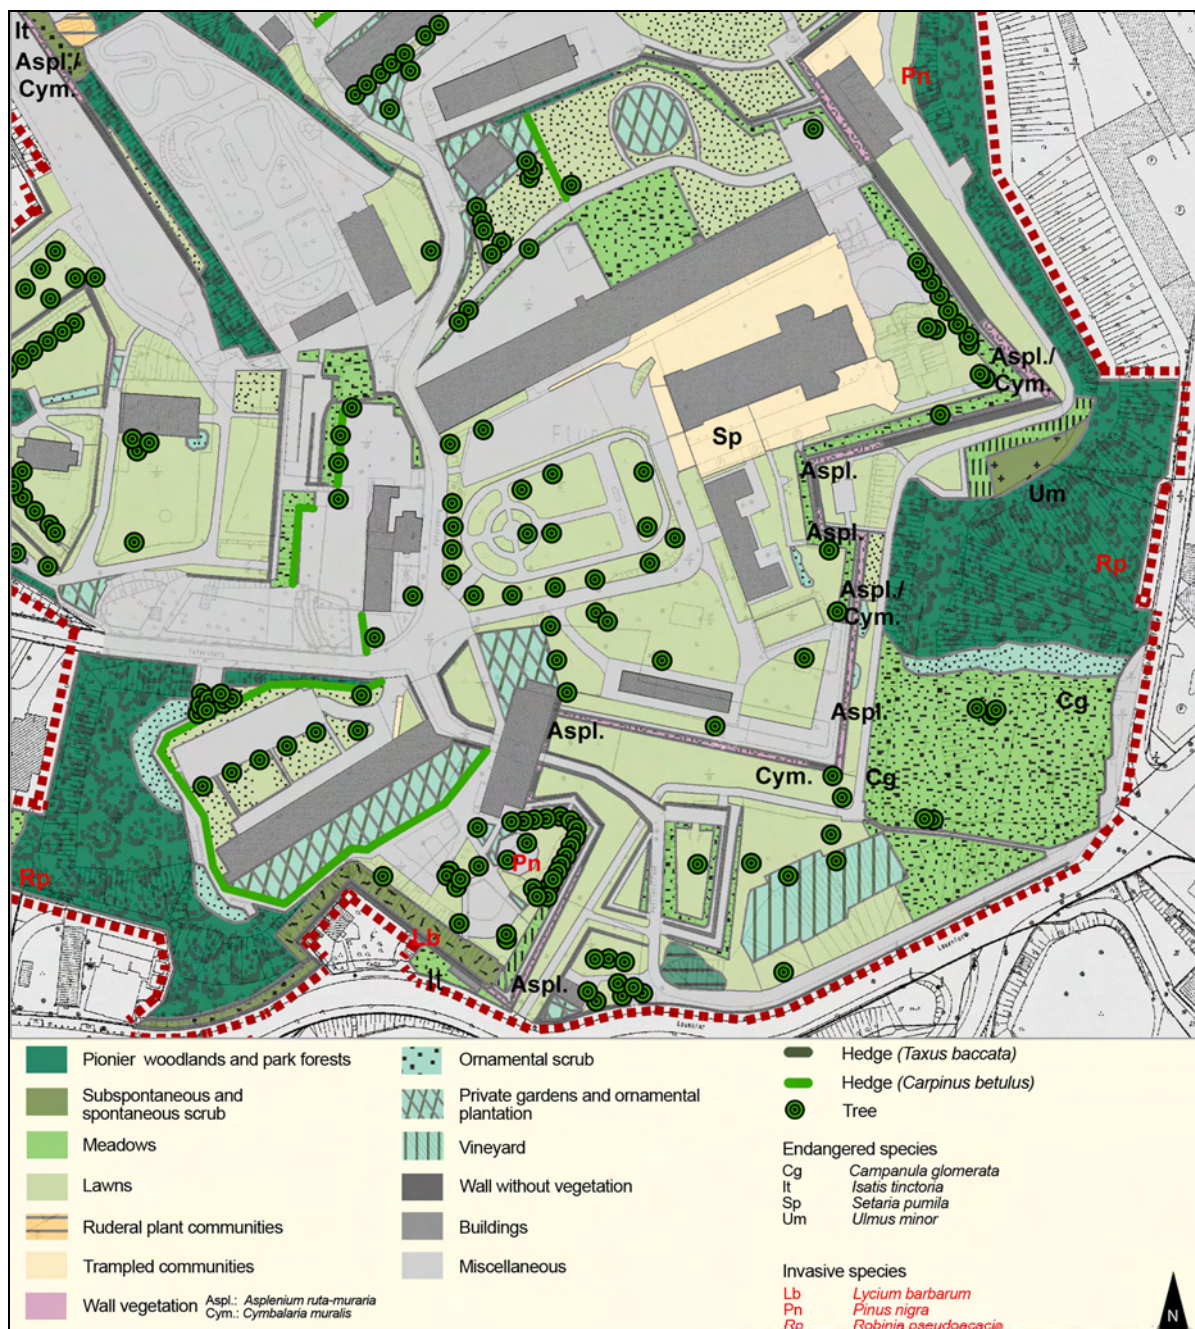 It
Aspl./
Cym.
Pn
Aspl./
Cym.
Sp
Aspl.
Um
Aspl.
Rp
Aspl./
Cym.
Petersberg
Cg
Aspl.
Aspl.
Cym.
Cg
Pn
Rp
Lb
It
Aspl.
Lauentor
Lauentor
Pionier woodlands and park forests
Subspontaneous and
spontaneous scrub
Meadows
Lawns
Ruderal plant communities
Trampled communities
Wall vegetation Aspl.: Asplenium ruta-muraria
Cym.: Cymbalaria muralis
Ornamental scrub
Private gardens and ornamental
plantation
Vineyard
Wall without vegetation
Buildings
Miscellaneous
Hedge (Taxus baccata)
Hedge (Carpinus betulus)
Tree
Endangered species
Cg Campanula glomerata
It Isatis tinctoria
Sp Setaria pumila
Um Ulmus minor
Invasive species
Lb Lycium barbarum
Pn Pinus nigra
Rp Robinia pseudoacacia
N